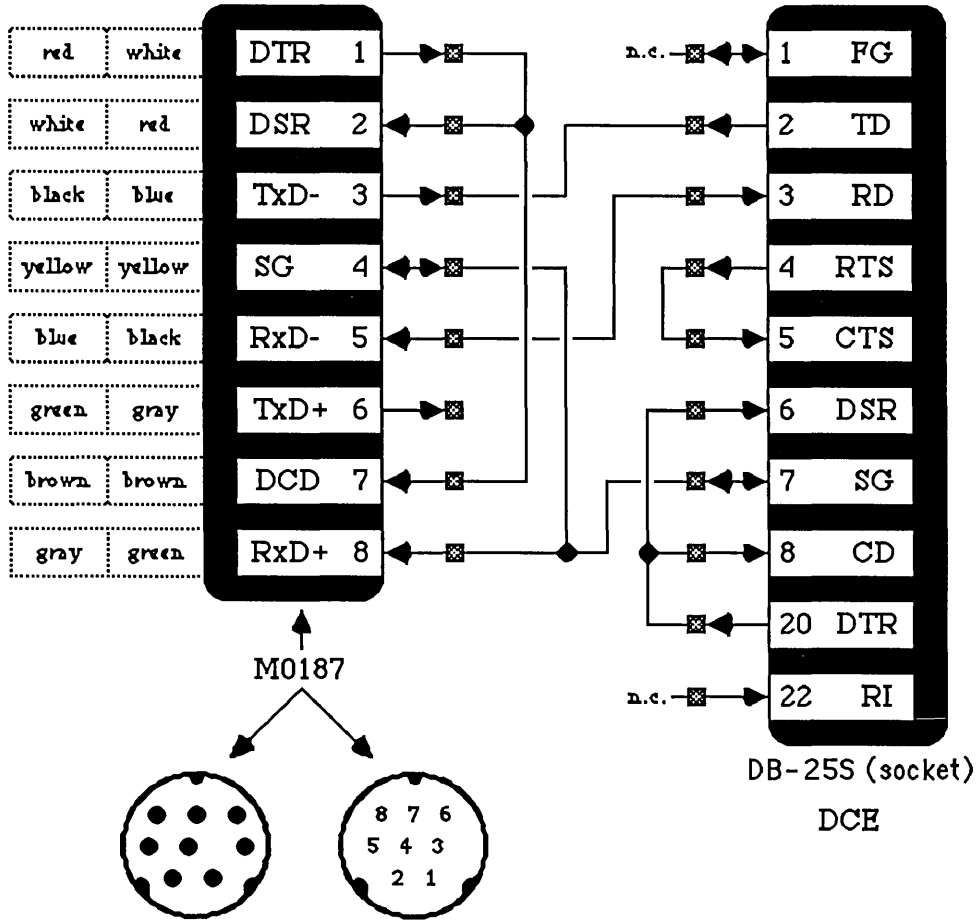 red white DTR 1 n.c. 1 FG
white red DSR 2 2 TD
black blue TxD- 3 3 RD
yellow yellow SG 4 4 RTS
blue black RxD- 5 5 CTS
green gray TxD+ 6 6 DSR
brown brown DCD 7 7 SG
gray green RxD+ 8 8 CD
20 DTR
M0187
n.c. 22 RI
DB-25S (socket)
DCE
8 7 6
5 4 3
2 1